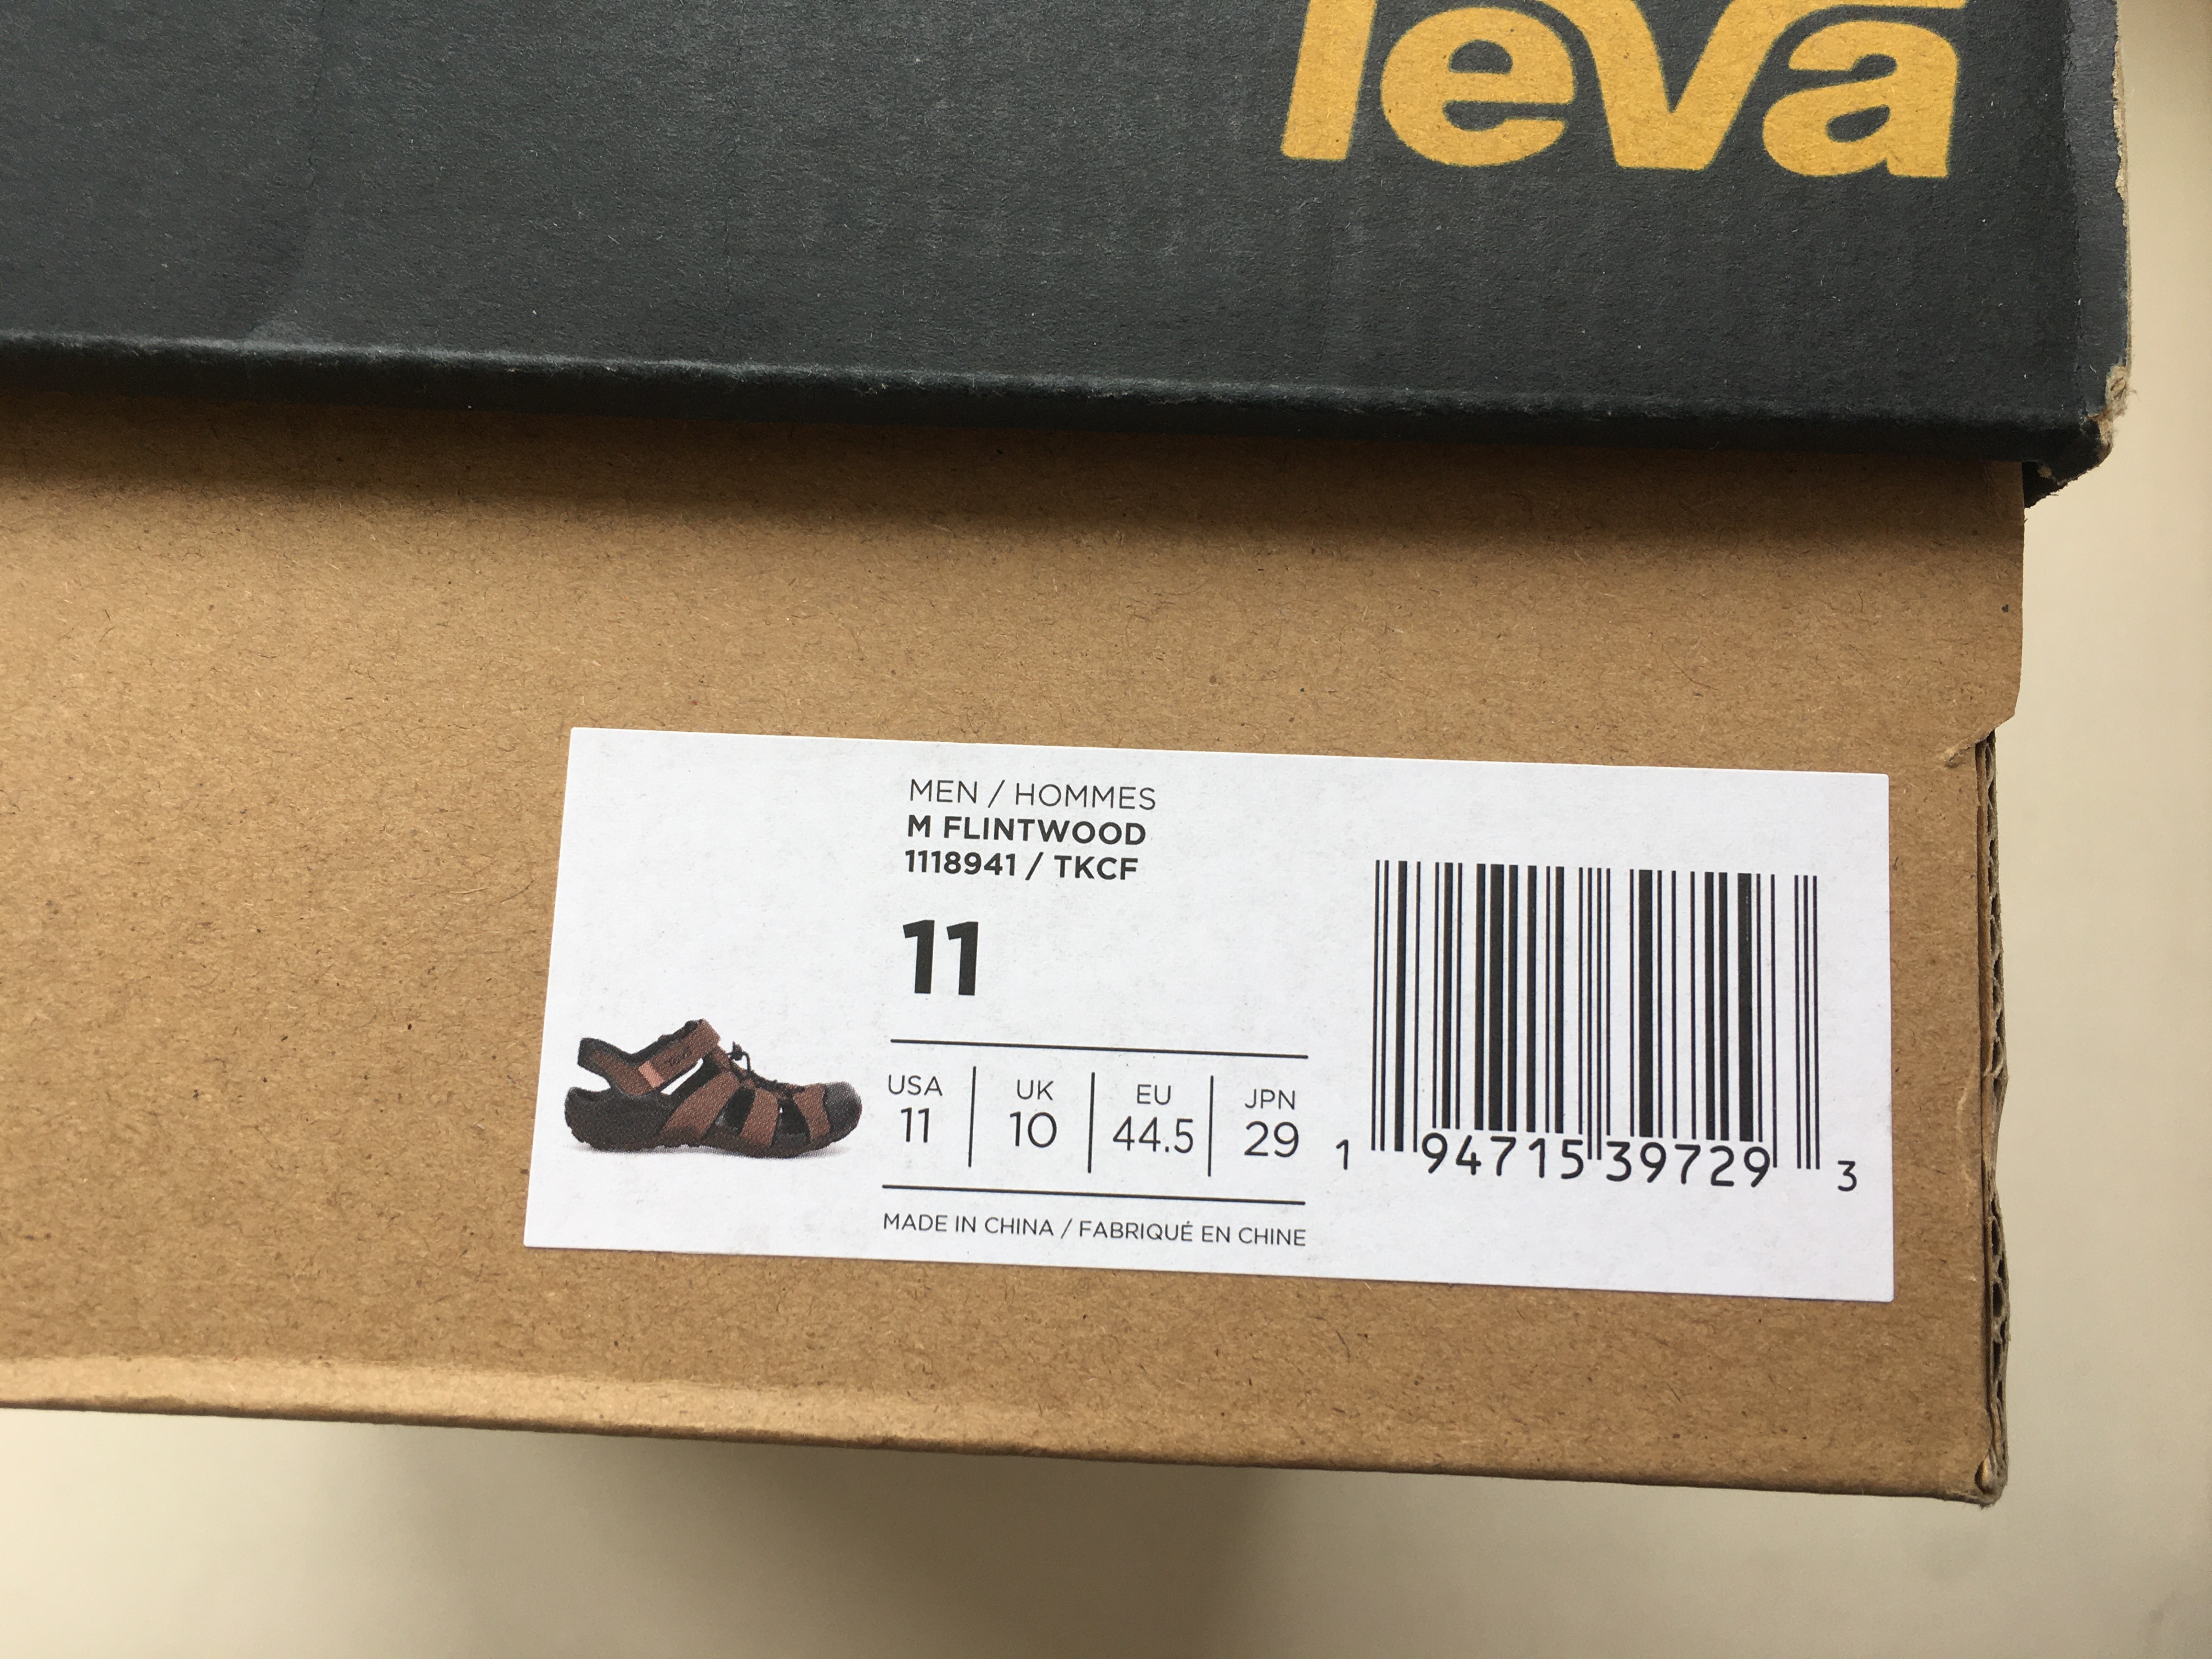 Teva
MEN / HOMMES
M FLINTWOOD
1118941 / TKCF
11
USA UK EU JPN
11 10 44.5 29
MADE IN CHINA / FABRIQUÉ EN CHINE
1 94715 39729 3